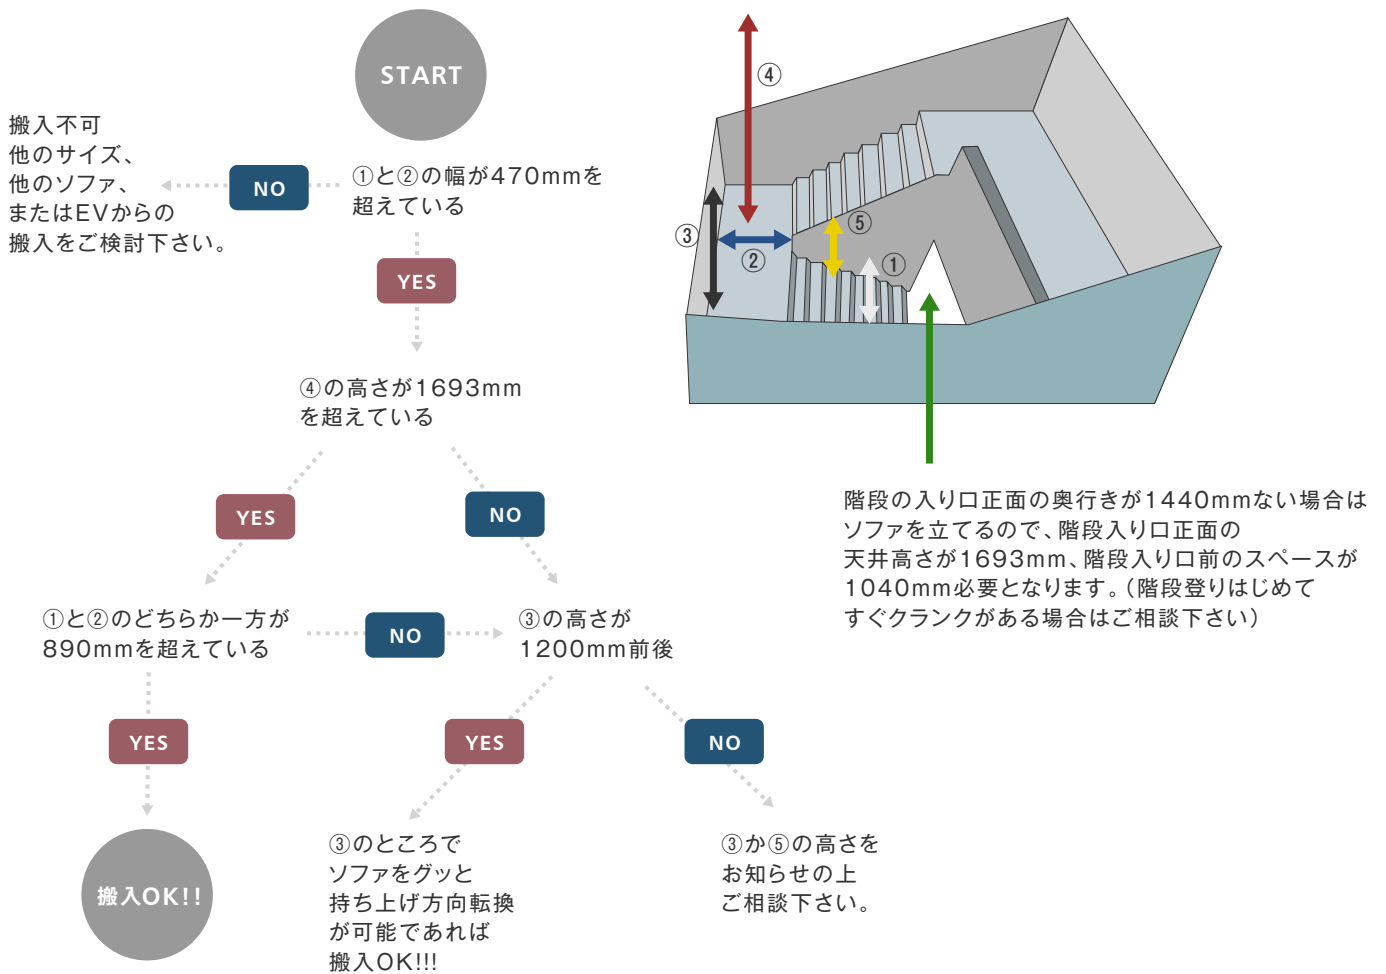 START
搬入不可
他のサイズ、
他のソファ、
またはEVからの
搬入をご検討下さい。
NO
①と②の幅が470mmを
超えている
YES
④の高さが1693mm
を超えている
YES
NO
①と②のどちらか一方が
890mmを超えている
NO
③の高さが
1200mm前後
YES
YES
NO
搬入OK!!
③のところで
ソファをグッと
持ち上げ方向転換
が可能であれば
搬入OK!!!
③か⑤の高さを
お知らせの上
ご相談下さい。
④
③
②
⑤
①
階段の入り口正面の奥行きが1440mmない場合は
ソファを立てるので、階段入り口正面の
天井高さが1693mm、階段入り口前のスペースが
1040mm必要となります。(階段登りはじめて
すぐクランクがある場合はご相談下さい)